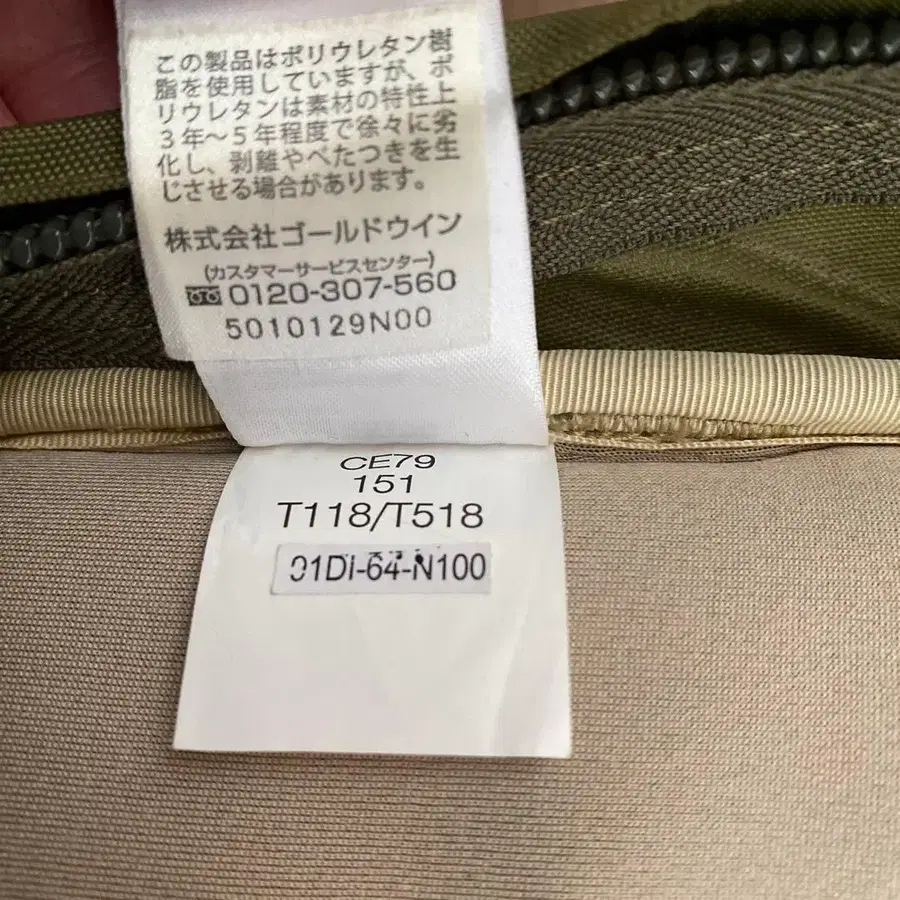 この製品はポリウレタン樹
脂を使用していますが、ポ
リウレタンは素材の特性上
3年～5年程度で徐々に劣
化し、剥離やべたつきを生
じさせる場合があります。
株式会社ゴールドウイン
(カスタマーサービスセンター)
0120-307-560
5010129N00
CE79
151
T118/T518
01DI-64-N100